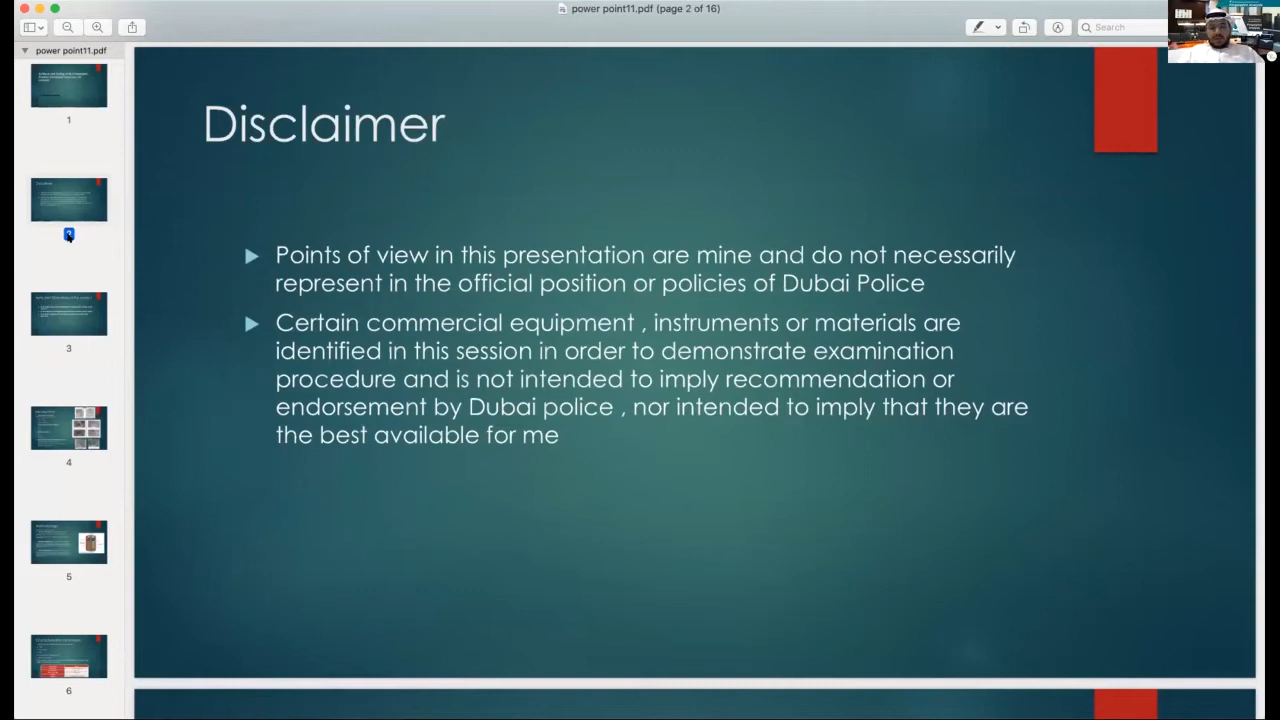 power point11.pdf (page 2 of 16)
Search
power point11.pdf
1
2
3
4
5
6
Disclaimer
Points of view in this presentation are mine and do not necessarily
represent in the official position or policies of Dubai Police
Certain commercial equipment , instruments or materials are
identified in this session in order to demonstrate examination
procedure and is not intended to imply recommendation or
endorsement by Dubai police , nor intended to imply that they are
the best available for me